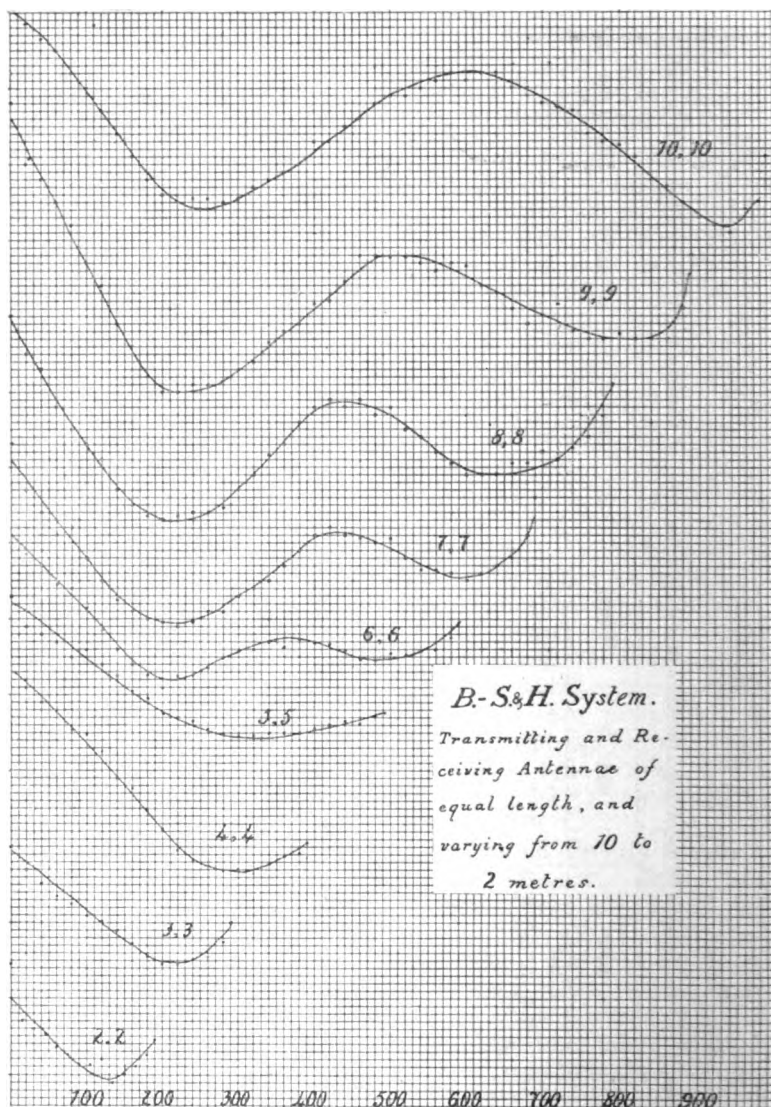 10,10
9,9
8,8
7,7
6,6
5,5
B.-S.&H. System.
Transmitting and Re-
ceiving Antennae of
equal length, and
varying from 10 to
2 metres.
4,4
3,3
2,2
100 200 300 400 500 600 700 800 900